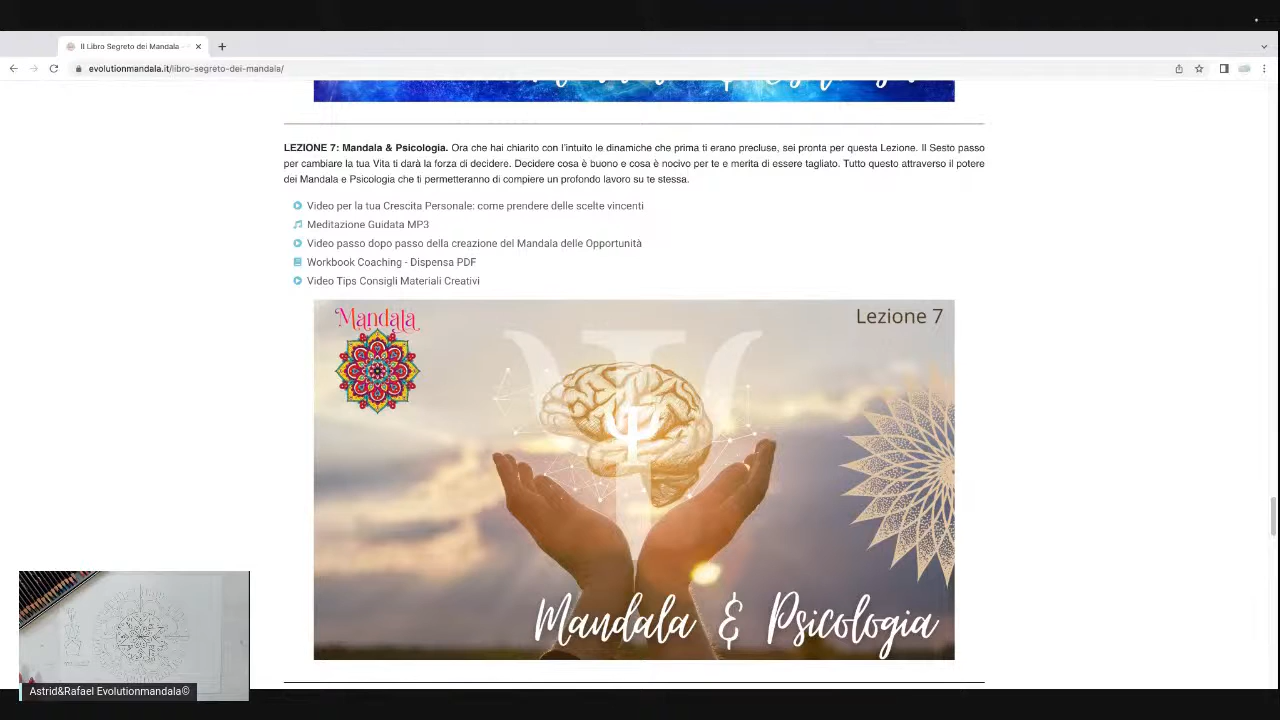 Il Libro Segreto dei Mandala -
evolutionmandala.it/libro-segreto-dei-mandala/
LEZIONE 7: Mandala & Psicologia. Ora che hai chiarito con l'intuito le dinamiche che prima ti erano precluse, sei pronta per questa Lezione. Il Sesto passo
per cambiare la tua Vita ti darà la forza di decidere. Decidere cosa è buono e cosa è nocivo per te e merita di essere tagliato. Tutto questo attraverso il potere
dei Mandala e Psicologia che ti permetteranno di compiere un profondo lavoro su te stessa.
Video per la tua Crescita Personale: come prendere delle scelte vincenti
Meditazione Guidata MP3
Video passo dopo passo della creazione del Mandala delle Opportunità
Workbook Coaching - Dispensa PDF
Video Tips Consigli Materiali Creativi
Mandala
Lezione 7
Mandala & Psicologia
Astrid&Rafael Evolutionmandala©